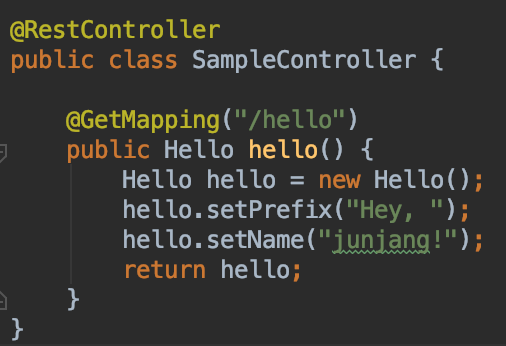 @RestController
public class SampleController {
@GetMapping("/hello")
public Hello hello() {
Hello hello = new Hello();
hello.setPrefix("Hey, ");
hello.setName("junjang!");
return hello;
}
}